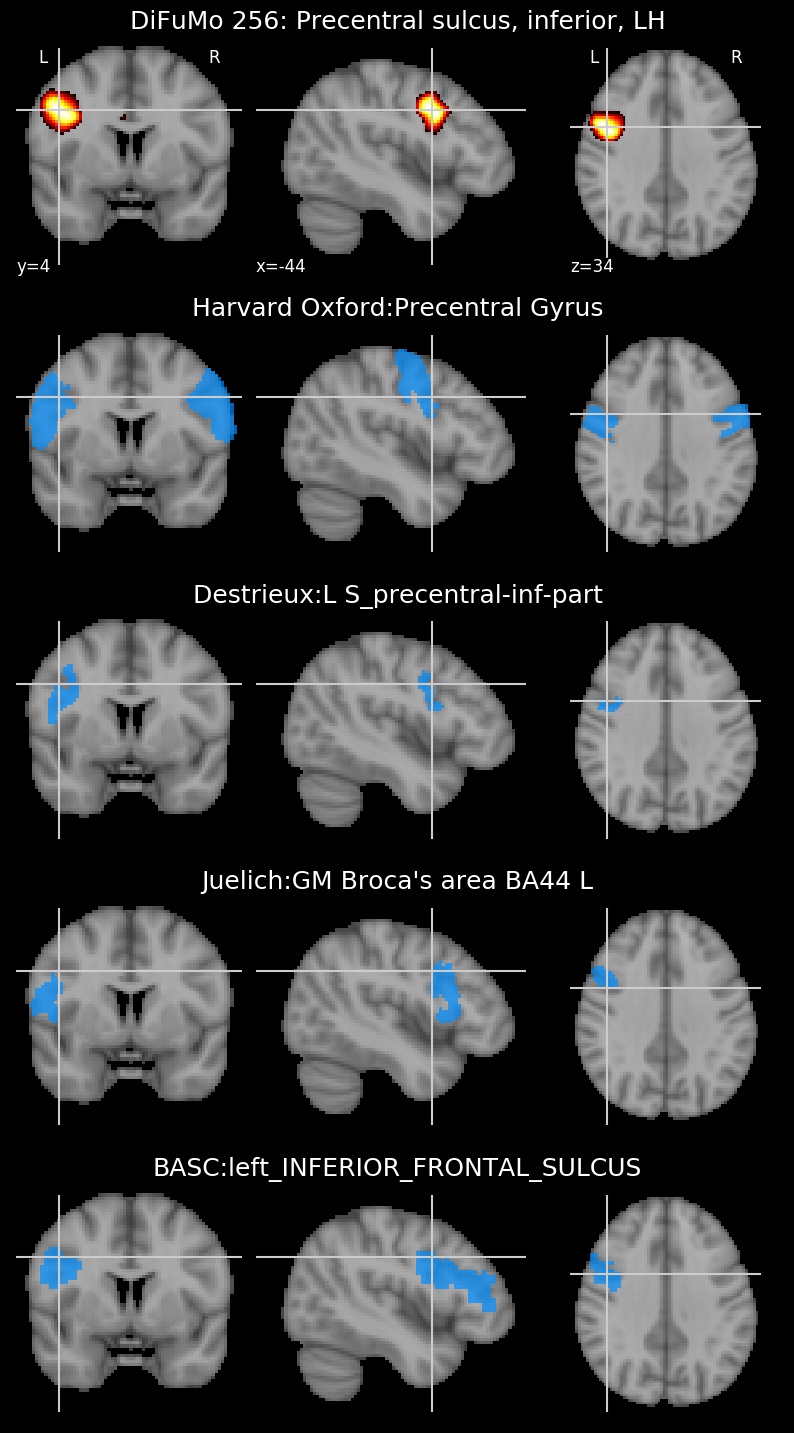 DiFuMo 256: Precentral sulcus, inferior, LH
L R L R
y=4 x=-44 z=34
Harvard Oxford:Precentral Gyrus
Destrieux:L S_precentral-inf-part
Juelich:GM Broca's area BA44 L
BASC:left_INFERIOR_FRONTAL_SULCUS